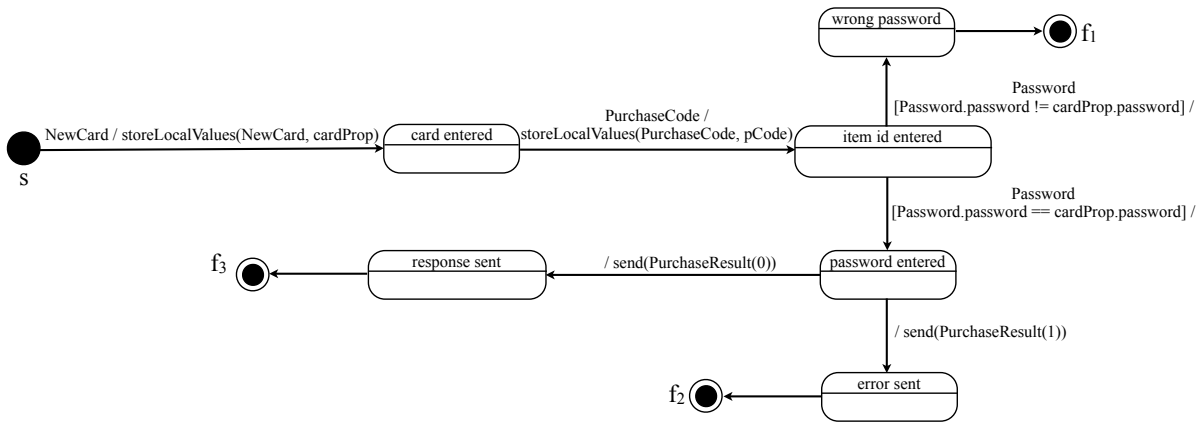 wrong password
f1
Password
[Password.password != cardProp.password] /
NewCard / storeLocalValues(NewCard, cardProp)
card entered
PurchaseCode /
storeLocalValues(PurchaseCode, pCode)
item id entered
s
Password
[Password.password == cardProp.password] /
f3
response sent
/ send(PurchaseResult(0))
password entered
/ send(PurchaseResult(1))
f2
error sent